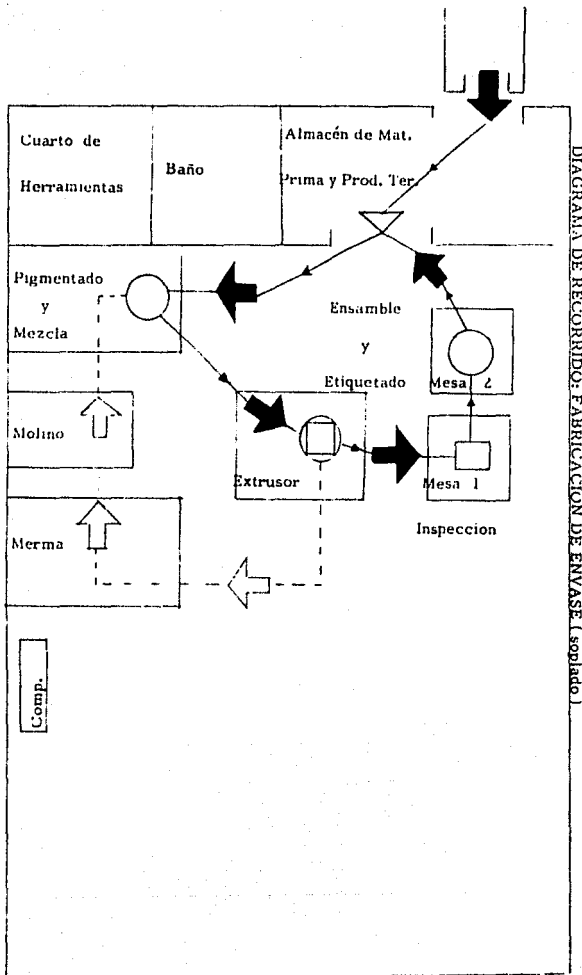 DIAGRAMA DE RECORRIDO: FABRICACION DE ENVASE ( soplado )
Cuarto de
Herramientas
Baño
Almacén de Mat.
Prima y Prod. Ter.
Pigmentado
y
Mezcla
Ensamble
y
Etiquetado
Mesa 2
Molino
Extrusor
Mesa 1
Merma
Inspeccion
Comp.